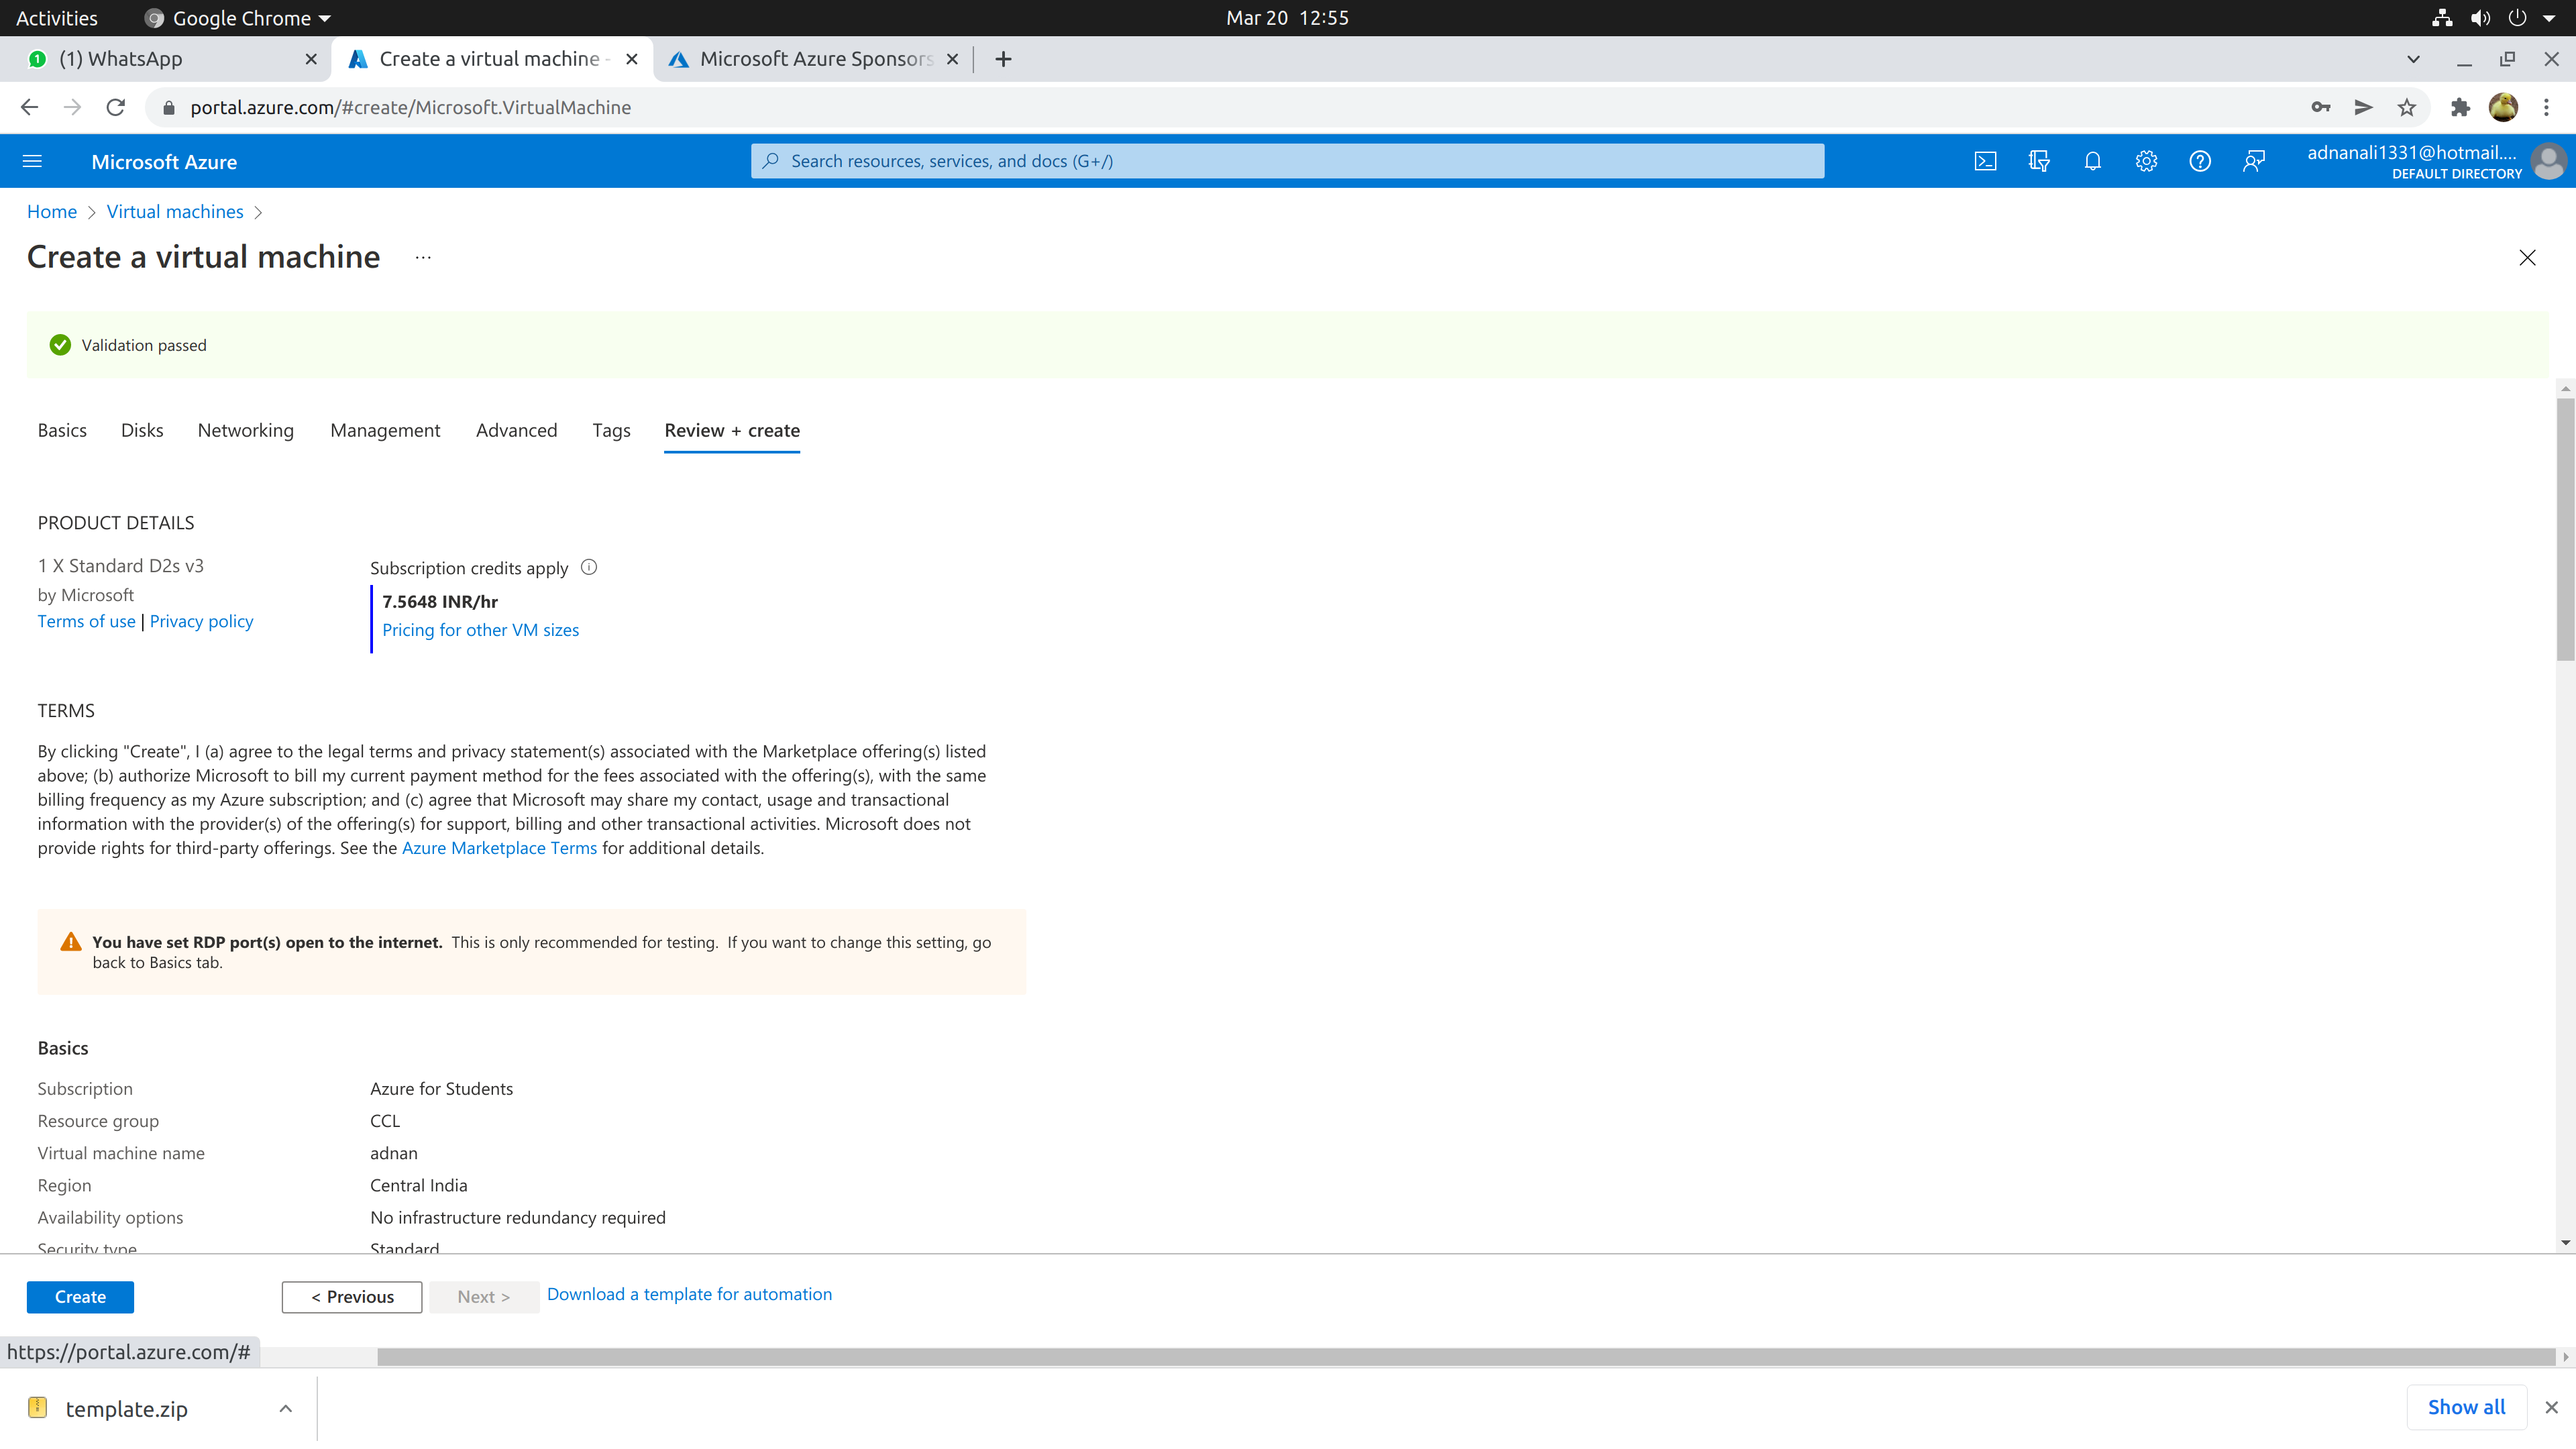 Activities
Google Chrome
Mar 20 12:55
(1) WhatsApp
Create a virtual machine -
Microsoft Azure Sponsors
portal.azure.com/#create/Microsoft.VirtualMachine
Microsoft Azure
Search resources, services, and docs (G+/)
adnanali1331@hotmail....
DEFAULT DIRECTORY
Home > Virtual machines >
Create a virtual machine ...
Validation passed
Basics Disks Networking Management Advanced Tags Review + create
PRODUCT DETAILS
1 X Standard D2s v3
by Microsoft
Terms of use | Privacy policy
Subscription credits apply
7.5648 INR/hr
Pricing for other VM sizes
TERMS
By clicking "Create", I (a) agree to the legal terms and privacy statement(s) associated with the Marketplace offering(s) listed
above; (b) authorize Microsoft to bill my current payment method for the fees associated with the offering(s), with the same
billing frequency as my Azure subscription; and (c) agree that Microsoft may share my contact, usage and transactional
information with the provider(s) of the offering(s) for support, billing and other transactional activities. Microsoft does not
provide rights for third-party offerings. See the Azure Marketplace Terms for additional details.
You have set RDP port(s) open to the internet. This is only recommended for testing. If you want to change this setting, go
back to Basics tab.
Basics
Subscription Azure for Students
Resource group CCL
Virtual machine name adnan
Region Central India
Availability options No infrastructure redundancy required
Security type Standard
Create < Previous Next > Download a template for automation
https://portal.azure.com/#
template.zip
Show all